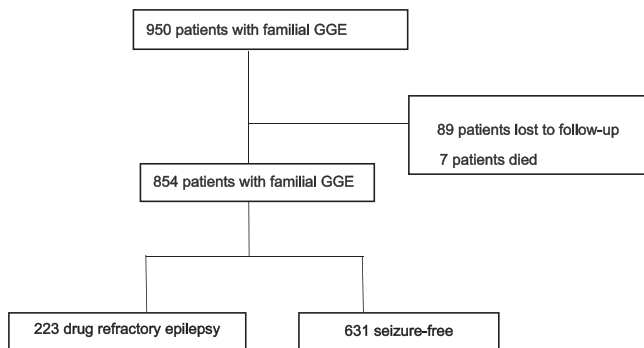 950 patients with familial GGE
89 patients lost to follow-up
7 patients died
854 patients with familial GGE
223 drug refractory epilepsy
631 seizure-free